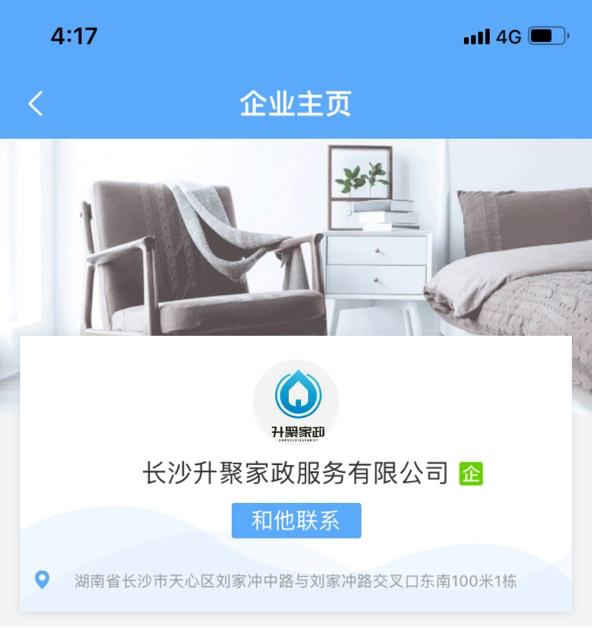 4:17
4G
企业主页
升聚家政
长沙升聚家政服务有限公司 企
和他联系
湖南省长沙市天心区刘家冲中路与刘家冲路交叉口东南100米1栋